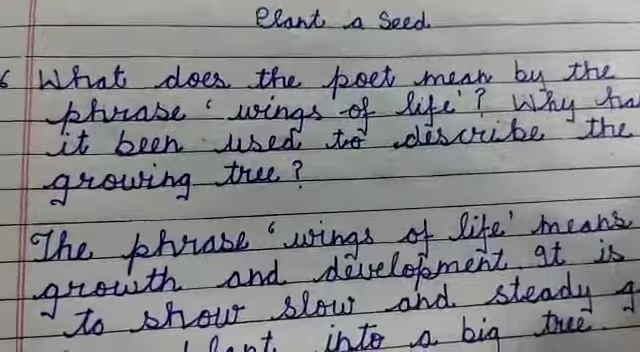 Plant a Seed
6 What does the poet mean by the
phrase 'wings of life'? Why ha
it been used to describe the
growing tree?
The phrase 'wings of life' means
growth and development. It is
to show slow and steady g
into a big tree.